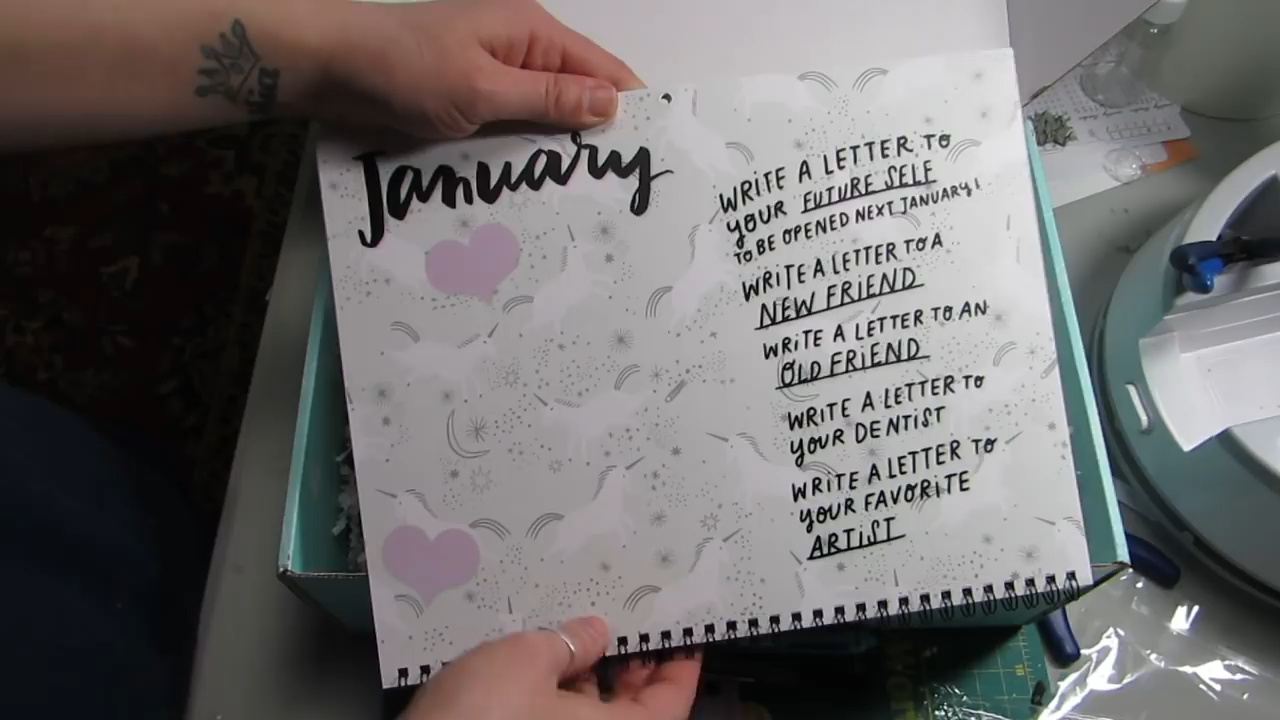 January
WRITE A LETTER TO
YOUR FUTURE SELF
TO BE OPENED NEXT JANUARY!
WRITE A LETTER TO A
NEW FRIEND
WRITE A LETTER TO AN
OLD FRIEND
WRITE A LETTER TO
YOUR DENTIST
WRITE A LETTER TO
YOUR FAVORITE
ARTIST